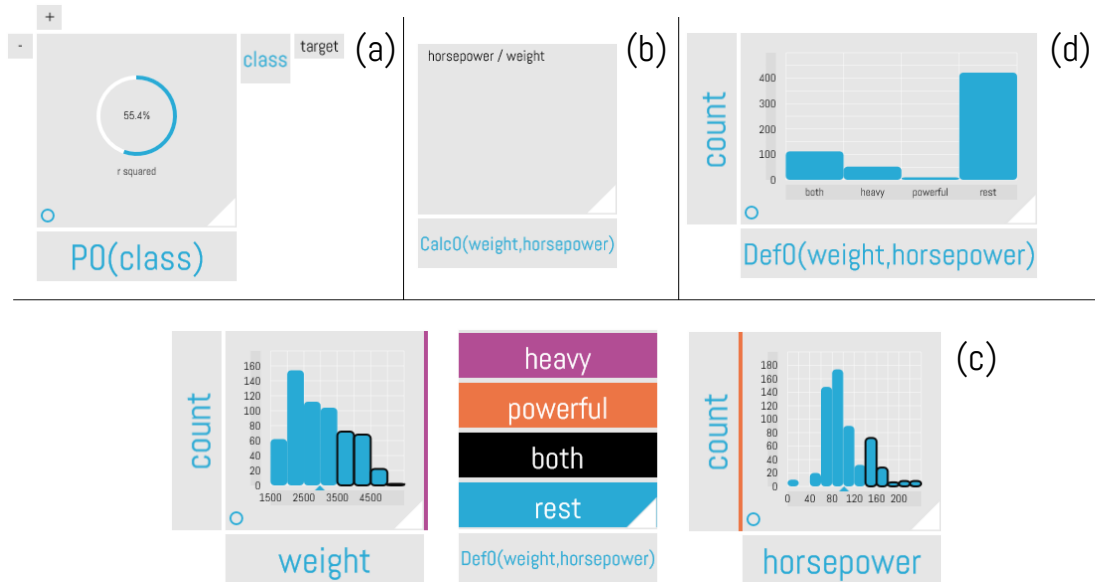 +
-
55.4%
r squared
class
target
(a)
P0(class)
horsepower / weight
(b)
Calc0(weight,horsepower)
count
400
300
200
100
0
both heavy powerful rest
(d)
Def0(weight,horsepower)
count
160
140
120
100
80
60
40
20
0
1500 2500 3500 4500
weight
heavy
powerful
both
rest
Def0(weight,horsepower)
count
180
160
140
120
100
80
60
40
20
0
0 40 80 120 160 200
horsepower
(c)